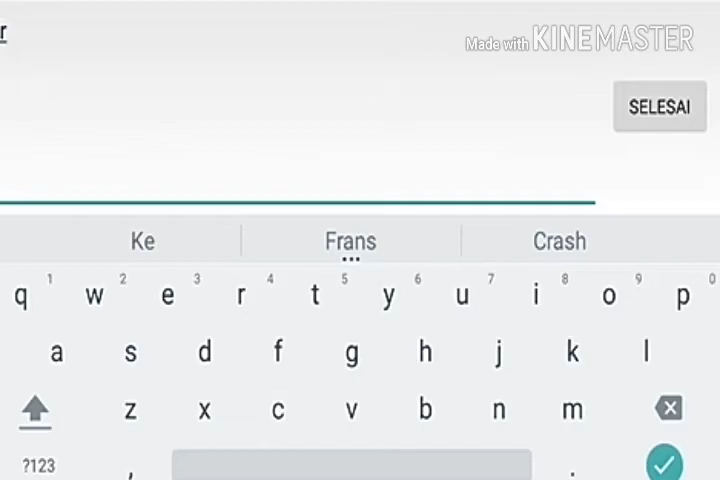 r
Made with KINEMASTER
SELESAI
Ke Frans Crash
q 1 w 2 e 3 r 4 t 5 y 6 u 7 i 8 o 9 p 0
a s d f g h j k l
z x c v b n m
?123 , .